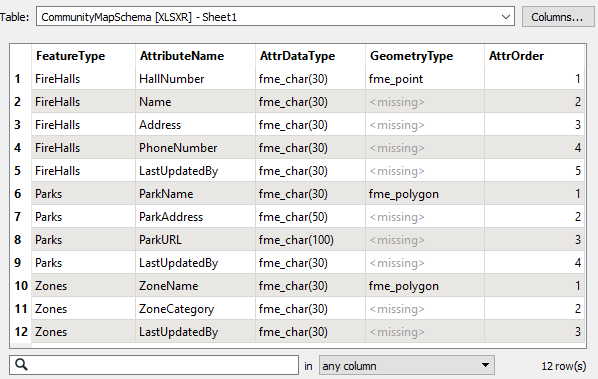 Table: CommunityMapSchema [XLSXR] - Sheet1 Columns...
FeatureType AttributeName AttrDataType GeometryType AttrOrder
1 FireHalls HallNumber fme_char(30) fme_point 1
2 FireHalls Name fme_char(30) <missing> 2
3 FireHalls Address fme_char(30) <missing> 3
4 FireHalls PhoneNumber fme_char(30) <missing> 4
5 FireHalls LastUpdatedBy fme_char(30) <missing> 5
6 Parks ParkName fme_char(30) fme_polygon 1
7 Parks ParkAddress fme_char(50) <missing> 2
8 Parks ParkURL fme_char(100) <missing> 3
9 Parks LastUpdatedBy fme_char(30) <missing> 4
10 Zones ZoneName fme_char(30) fme_polygon 1
11 Zones ZoneCategory fme_char(30) <missing> 2
12 Zones LastUpdatedBy fme_char(30) <missing> 3
in any column 12 row(s)